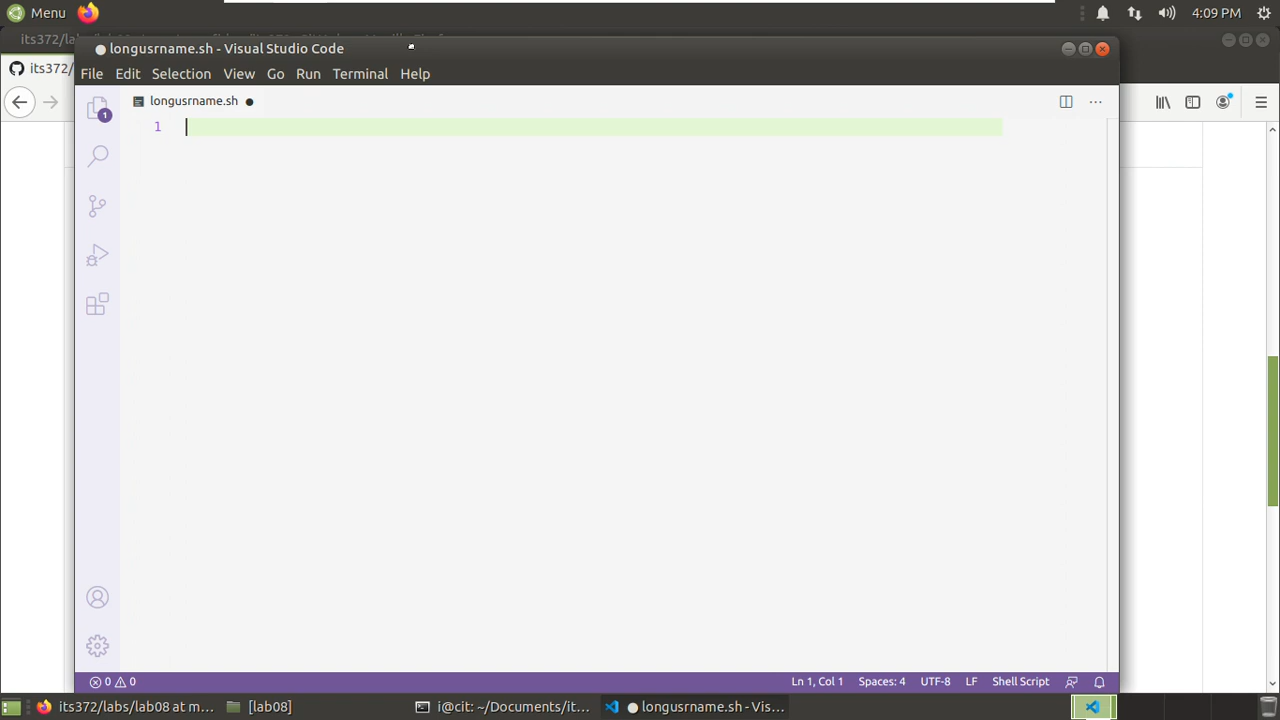 Menu
4:09 PM
longusrname.sh - Visual Studio Code
its372/
File Edit Selection View Go Run Terminal Help
longusrname.sh
1
1
0 0
Ln 1, Col 1 Spaces: 4 UTF-8 LF Shell Script
its372/labs/lab08 at m... [lab08] i@cit: ~/Documents/it... longusrname.sh - Vis...